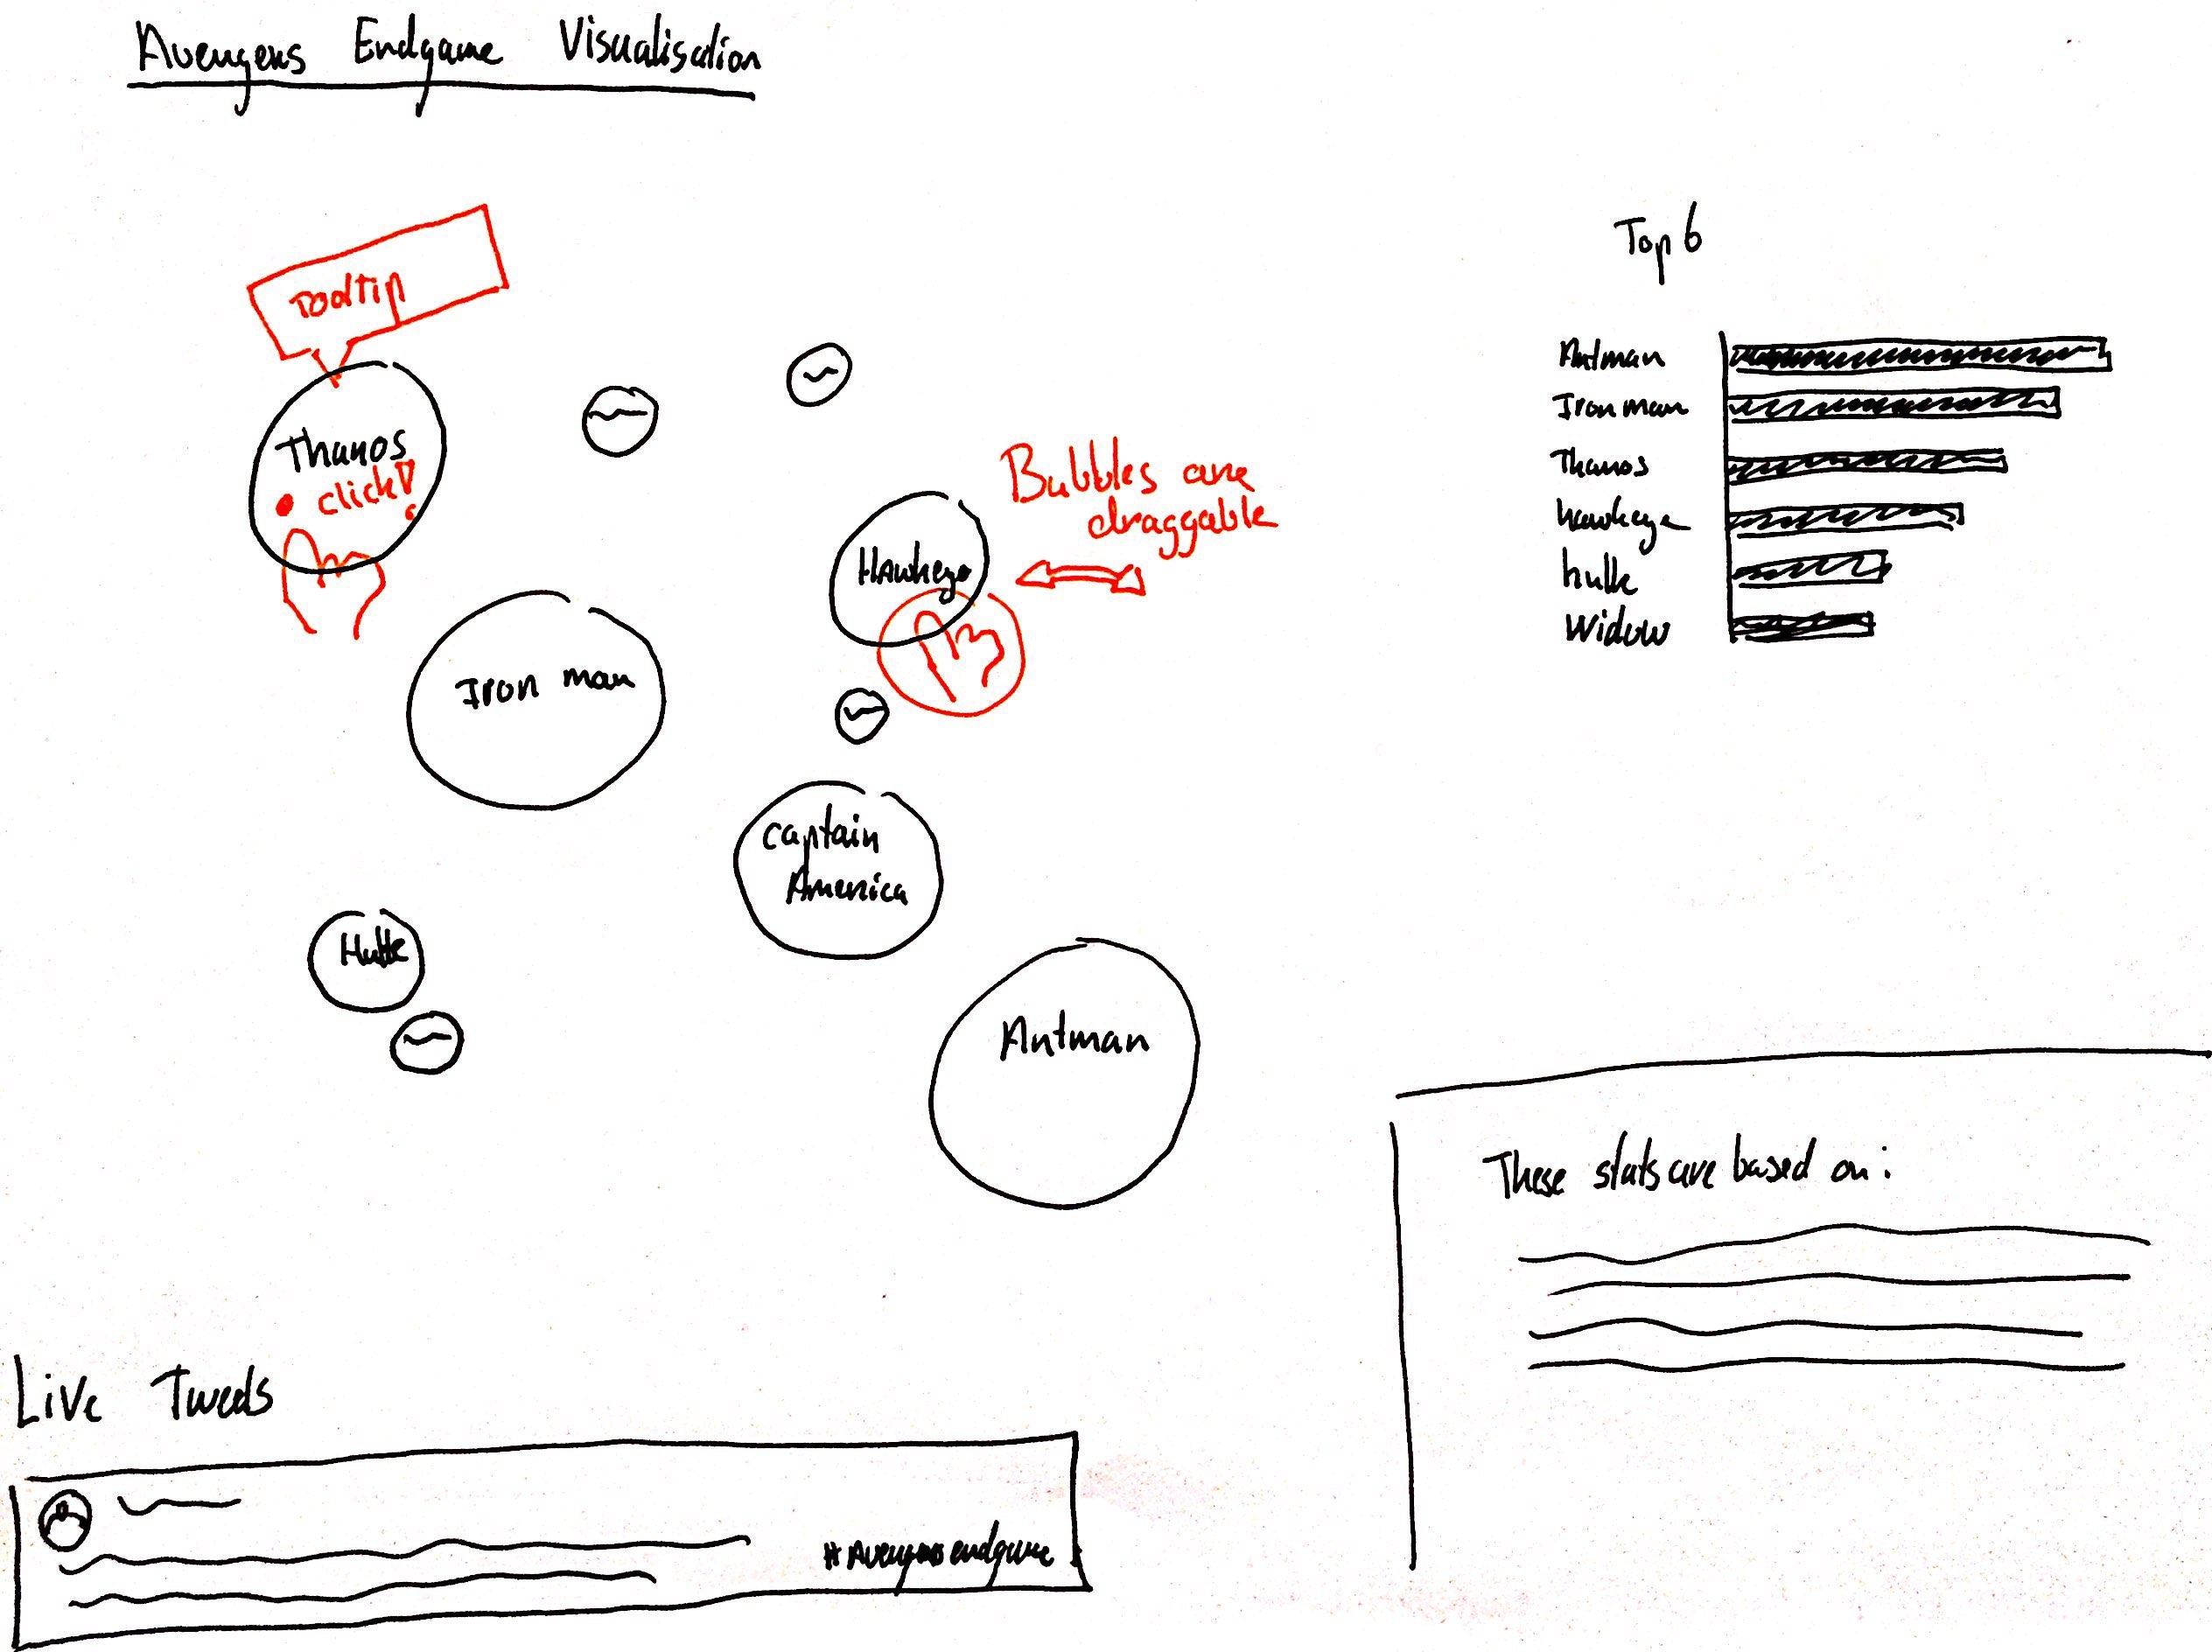 Avengers Endgame Visualisation
Tooltip
Thanos
click!
Bubbles are
draggable
Hawkeye
Iron man
captain
America
Hulk
Antman
Top 6
Antman
Iron man
Thanos
hawkeye
hulk
Widow
These stats are based on:
Live Tweets
#Avengersendgame